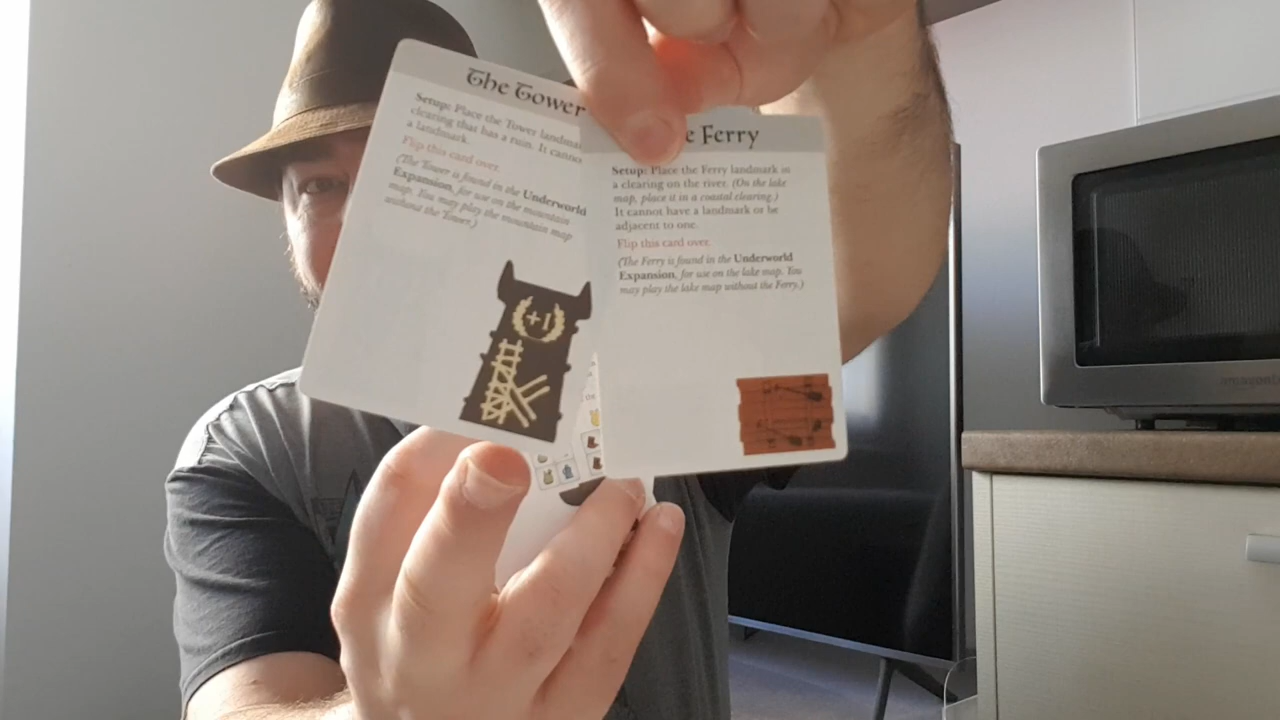 The Tower
Setup: Place the Tower landmar
clearing that has a ruin. It canno
a landmark.
Flip this card over.
(The Tower is found in the Underworld
Expansion, for use on the mountain
map. You may play the mountain map
without the Tower.)
+1
e Ferry
Setup: Place the Ferry landmark in
a clearing on the river. (On the lake
map, place it in a coastal clearing.)
It cannot have a landmark or be
adjacent to one.
Flip this card over.
(The Ferry is found in the Underworld
Expansion, for use on the lake map. You
may play the lake map without the Ferry.)